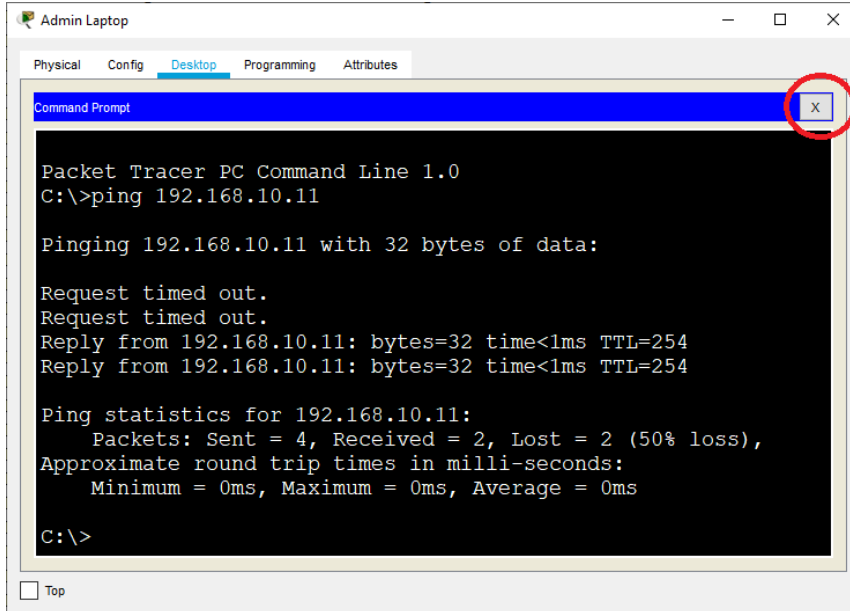 Admin Laptop
Physical Config Desktop Programming Attributes
Command Prompt X
Packet Tracer PC Command Line 1.0
C:\>ping 192.168.10.11
Pinging 192.168.10.11 with 32 bytes of data:
Request timed out.
Request timed out.
Reply from 192.168.10.11: bytes=32 time<1ms TTL=254
Reply from 192.168.10.11: bytes=32 time<1ms TTL=254
Ping statistics for 192.168.10.11:
Packets: Sent = 4, Received = 2, Lost = 2 (50% loss),
Approximate round trip times in milli-seconds:
Minimum = 0ms, Maximum = 0ms, Average = 0ms
C:\>
Top